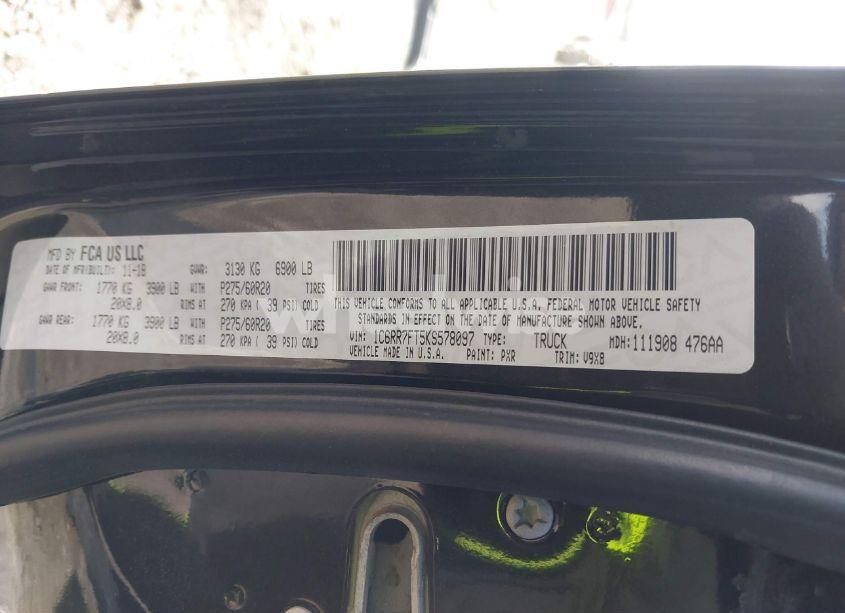 MFD BY FCA US LLC
DATE OF MFR(BUILT): 11-18 GVWR: 3130 KG 6900 LB
GAWR FRONT: 1770 KG 3900 LB WITH P275/60R20 TIRES
20X8.0 RIMS AT 270 KPA ( 39 PSI) COLD
GAWR REAR: 1770 KG 3900 LB WITH P275/60R20 TIRES
20X8.0 RIMS AT 270 KPA ( 39 PSI) COLD
THIS VEHICLE CONFORMS TO ALL APPLICABLE U.S.A. FEDERAL MOTOR VEHICLE SAFETY
STANDARDS IN EFFECT ON THE DATE OF MANUFACTURE SHOWN ABOVE.
VIN: 1C6RR7FT5KS578097 TYPE: TRUCK MDH: 111908 476AA
VEHICLE MADE IN U.S.A. PAINT: PXR TRIM: V9X8